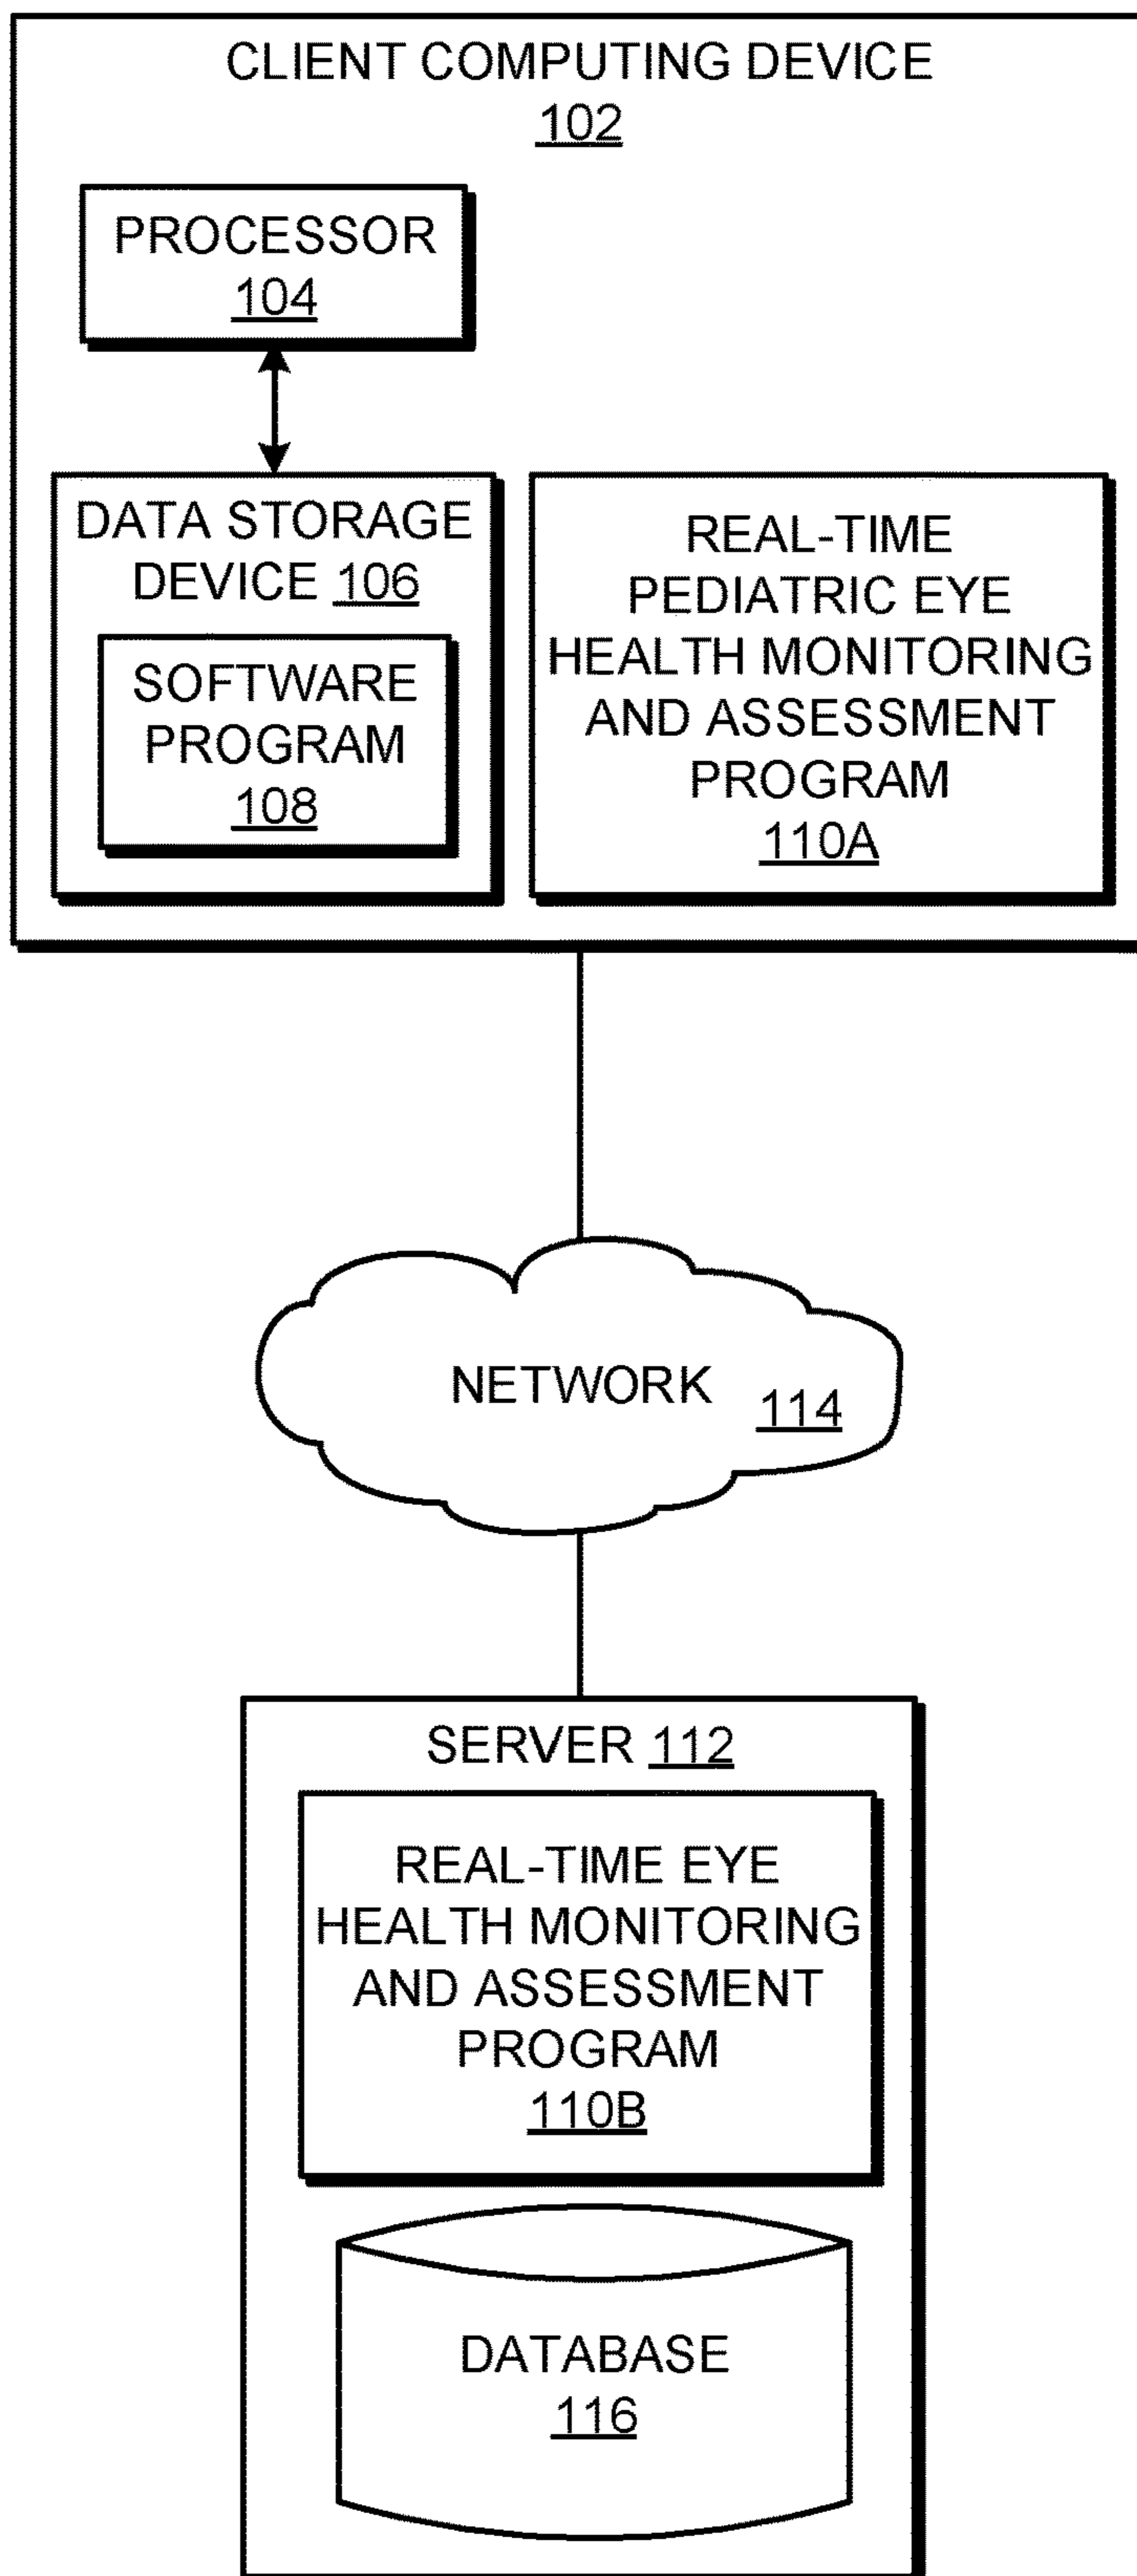 CLIENT COMPUTING DEVICE
102
PROCESSOR
104
DATA STORAGE
DEVICE 106
SOFTWARE
PROGRAM
108
REAL-TIME
PEDIATRIC EYE
HEALTH MONITORING
AND ASSESSMENT
PROGRAM
110A
NETWORK 114
SERVER 112
REAL-TIME EYE
HEALTH MONITORING
AND ASSESSMENT
PROGRAM
110B
DATABASE
116